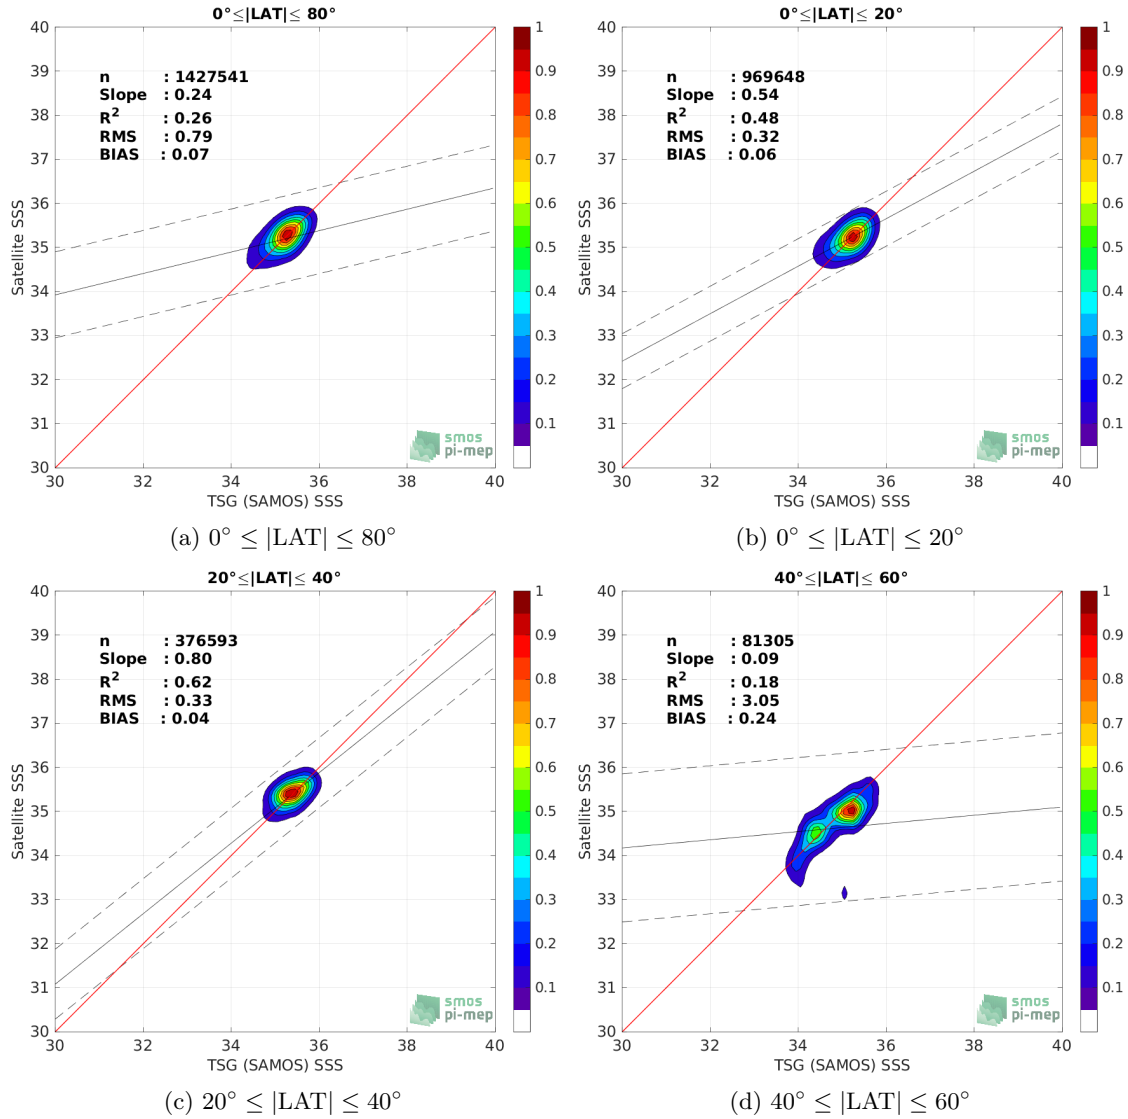 0°≤|LAT|≤ 80°
40
39
38
37
36
35
34
33
32
31
30
Satellite SSS
n : 1427541
Slope : 0.24
R² : 0.26
RMS : 0.79
BIAS : 0.07
smos
pi-mep
30 32 34 36 38 40
TSG (SAMOS) SSS
1
0.9
0.8
0.7
0.6
0.5
0.4
0.3
0.2
0.1
(a) 0° ≤ |LAT| ≤ 80°
0°≤|LAT|≤ 20°
40
39
38
37
36
35
34
33
32
31
30
Satellite SSS
n : 969648
Slope : 0.54
R² : 0.48
RMS : 0.32
BIAS : 0.06
smos
pi-mep
30 32 34 36 38 40
TSG (SAMOS) SSS
1
0.9
0.8
0.7
0.6
0.5
0.4
0.3
0.2
0.1
(b) 0° ≤ |LAT| ≤ 20°
20°≤|LAT|≤ 40°
40
39
38
37
36
35
34
33
32
31
30
Satellite SSS
n : 376593
Slope : 0.80
R² : 0.62
RMS : 0.33
BIAS : 0.04
smos
pi-mep
30 32 34 36 38 40
TSG (SAMOS) SSS
1
0.9
0.8
0.7
0.6
0.5
0.4
0.3
0.2
0.1
(c) 20° ≤ |LAT| ≤ 40°
40°≤|LAT|≤ 60°
40
39
38
37
36
35
34
33
32
31
30
Satellite SSS
n : 81305
Slope : 0.09
R² : 0.18
RMS : 3.05
BIAS : 0.24
smos
pi-mep
30 32 34 36 38 40
TSG (SAMOS) SSS
1
0.9
0.8
0.7
0.6
0.5
0.4
0.3
0.2
0.1
(d) 40° ≤ |LAT| ≤ 60°